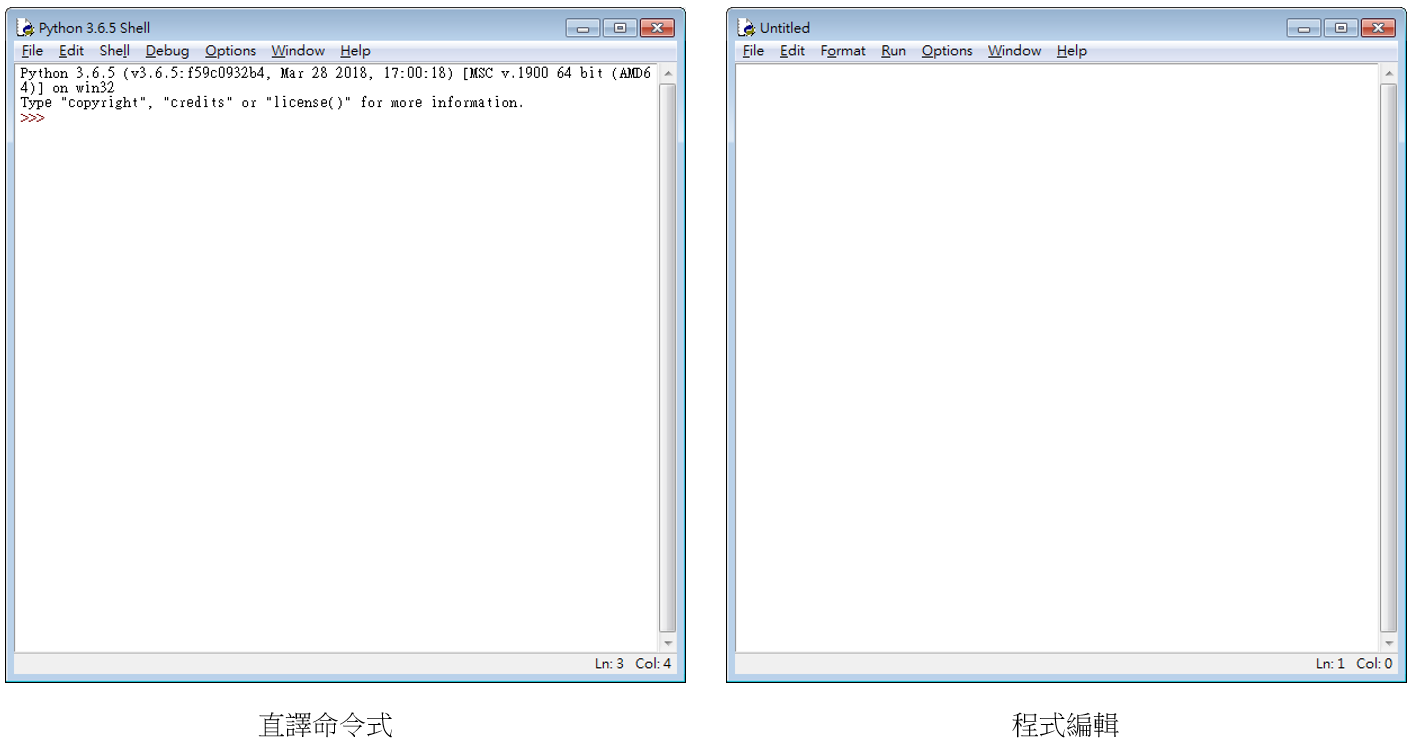 Python 3.6.5 Shell
File Edit Shell Debug Options Window Help
Python 3.6.5 (v3.6.5:f59c0932b4, Mar 28 2018, 17:00:18) [MSC v.1900 64 bit (AMD6
4)] on win32
Type "copyright", "credits" or "license()" for more information.
>>>
Ln: 3 Col: 4
直譯命令式
Untitled
File Edit Format Run Options Window Help
Ln: 1 Col: 0
程式編輯